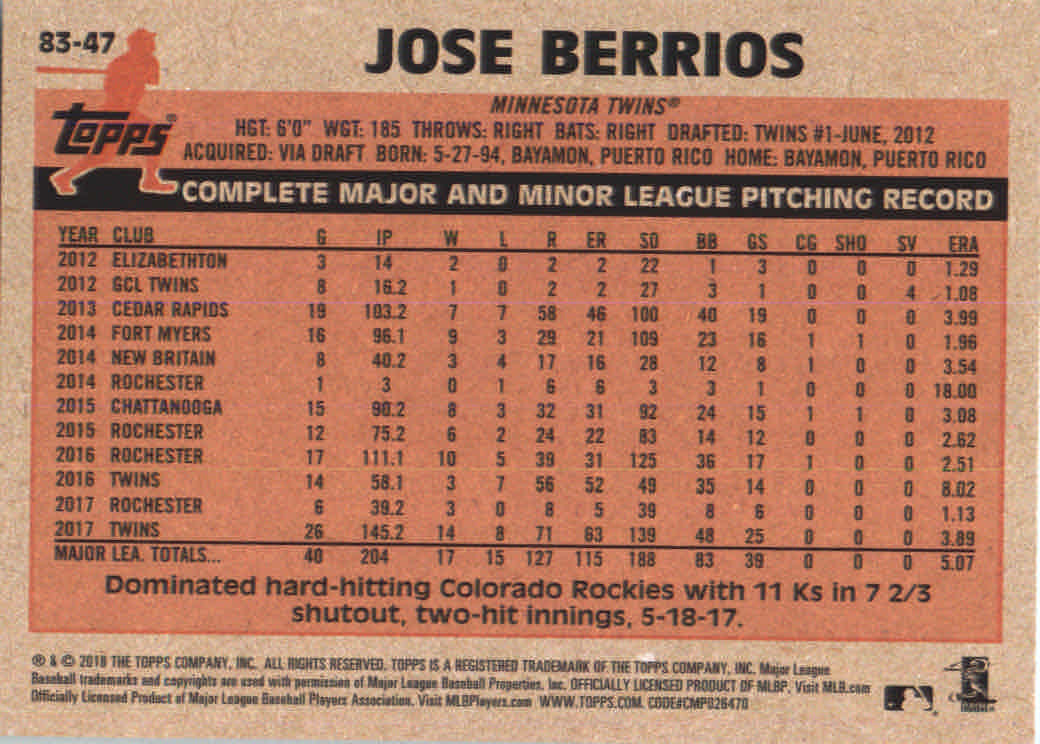 83-47
JOSE BERRIOS
MINNESOTA TWINS®
Topps®
HGT: 6'0" WGT: 185 THROWS: RIGHT BATS: RIGHT DRAFTED: TWINS #1-JUNE, 2012
ACQUIRED: VIA DRAFT BORN: 5-27-94, BAYAMON, PUERTO RICO HOME: BAYAMON, PUERTO RICO
COMPLETE MAJOR AND MINOR LEAGUE PITCHING RECORD
YEAR CLUB G IP W L R ER SO BB GS CG SHO SV ERA
2012 ELIZABETHTON 3 14 2 0 2 2 22 1 3 0 0 0 1.29
2012 GCL TWINS 8 16.2 1 0 2 2 27 3 1 0 0 4 1.08
2013 CEDAR RAPIDS 19 103.2 7 7 58 46 100 40 19 0 0 0 3.99
2014 FORT MYERS 16 96.1 9 3 29 21 109 23 16 1 1 0 1.96
2014 NEW BRITAIN 8 40.2 3 4 17 16 28 12 8 1 0 0 3.54
2014 ROCHESTER 1 3 0 1 6 6 3 3 1 0 0 0 18.00
2015 CHATTANOOGA 15 90.2 8 3 32 31 92 24 15 1 1 0 3.08
2015 ROCHESTER 12 75.2 6 2 24 22 83 14 12 0 0 0 2.62
2016 ROCHESTER 17 111.1 10 5 39 31 125 36 17 1 0 0 2.51
2016 TWINS 14 58.1 3 7 56 52 49 35 14 0 0 0 8.02
2017 ROCHESTER 6 39.2 3 0 8 5 39 8 6 0 0 0 1.13
2017 TWINS 26 145.2 14 8 71 63 139 48 25 0 0 0 3.89
MAJOR LEA. TOTALS... 40 204 17 15 127 115 188 83 39 0 0 0 5.07
Dominated hard-hitting Colorado Rockies with 11 Ks in 7 2/3
shutout, two-hit innings, 5-18-17.
® & © 2018 THE TOPPS COMPANY, INC. ALL RIGHTS RESERVED. TOPPS IS A REGISTERED TRADEMARK OF THE TOPPS COMPANY, INC. Major League
Baseball trademarks and copyrights are used with permission of Major League Baseball Properties, Inc. OFFICIALLY LICENSED PRODUCT OF MLBP. Visit MLB.com
Officially Licensed Product of Major League Baseball Players Association. Visit MLBPlayers.com WWW.TOPPS.COM. CODE#CMP026470